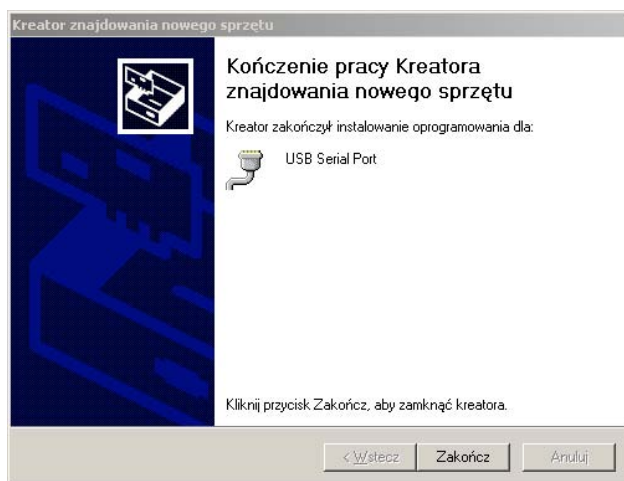 Kreator znajdowania nowego sprzętu
Kończenie pracy Kreatora
znajdowania nowego sprzętu
Kreator zakończył instalowanie oprogramowania dla:
USB Serial Port
Kliknij przycisk Zakończ, aby zamknąć kreatora.
< Wstecz Zakończ Anuluj